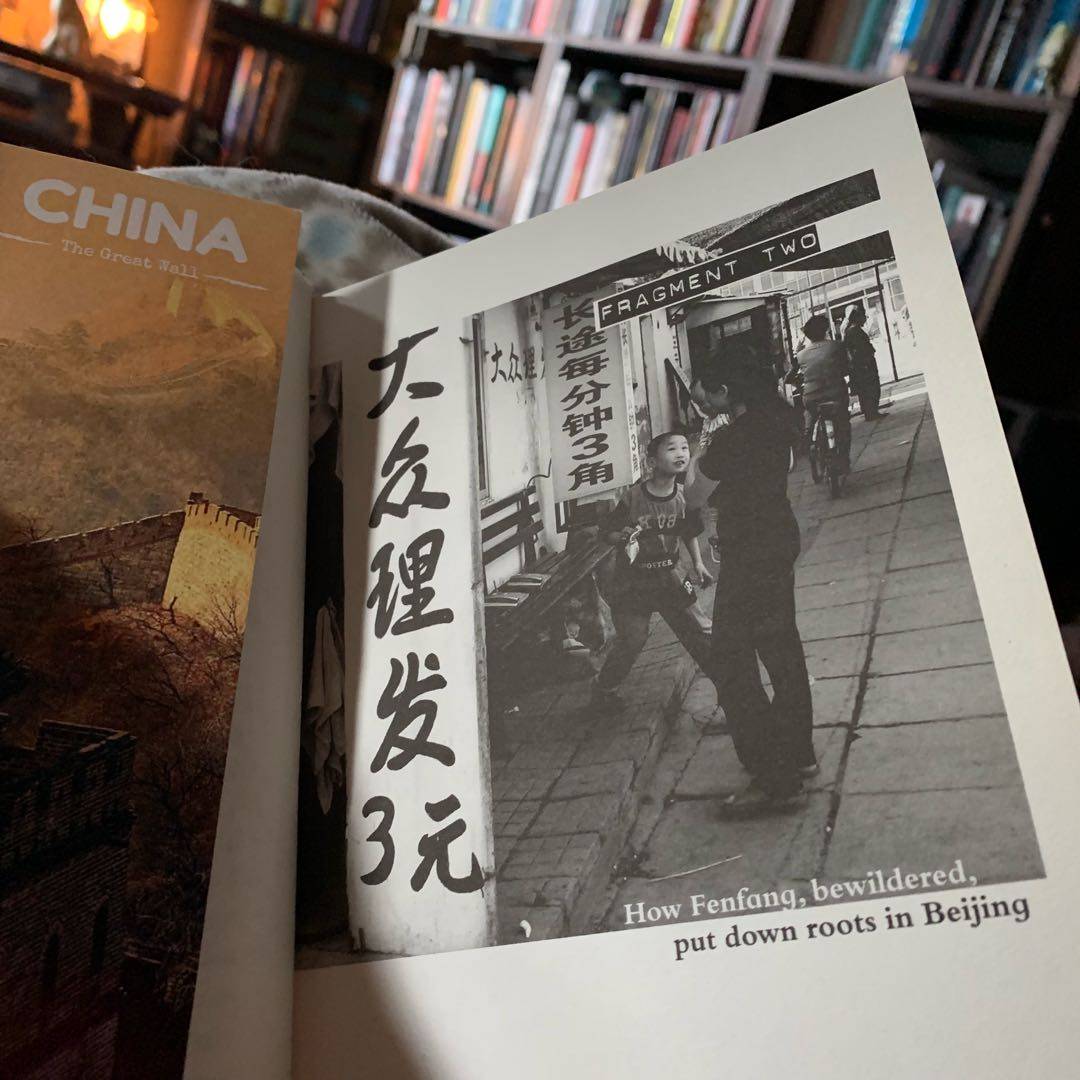 CHINA
The Great Wall
FRAGMENT TWO
大众理发3元
大众理
长途每分钟3角
How Fenfang, bewildered,
put down roots in Beijing